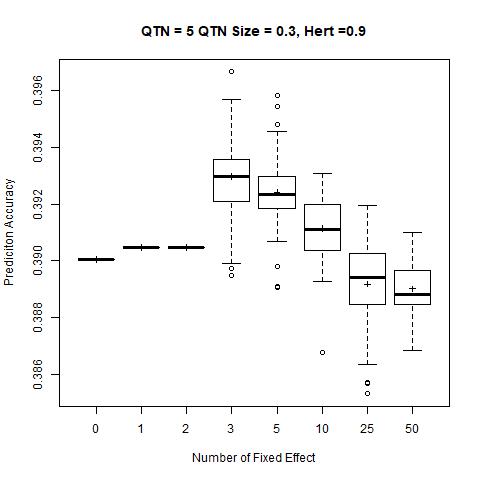 QTN = 5 QTN Size = 0.3, Hert =0.9
Prediciton Accuracy
0.396
0.394
0.392
0.390
0.388
0.386
0 1 2 3 5 10 25 50
Number of Fixed Effect